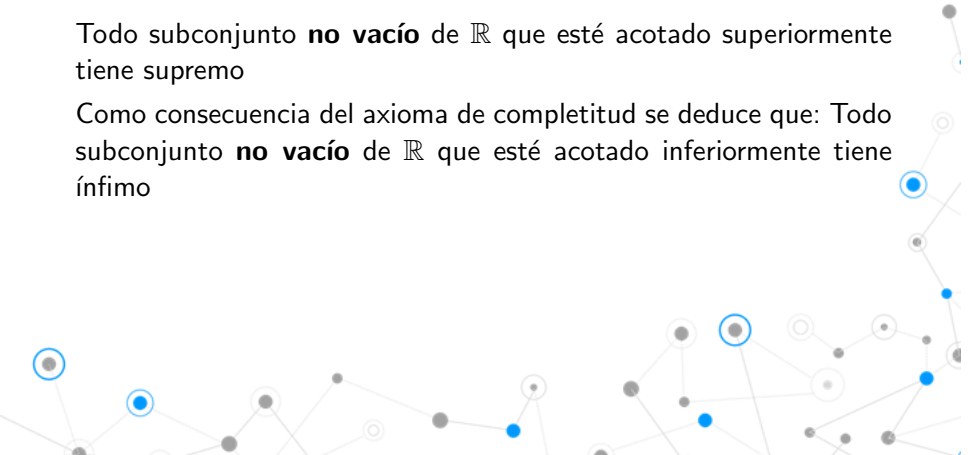 Todo subconjunto no vacío de ℝ que esté acotado superiormente
tiene supremo
Como consecuencia del axioma de completitud se deduce que: Todo
subconjunto no vacío de ℝ que esté acotado inferiormente tiene
ínfimo